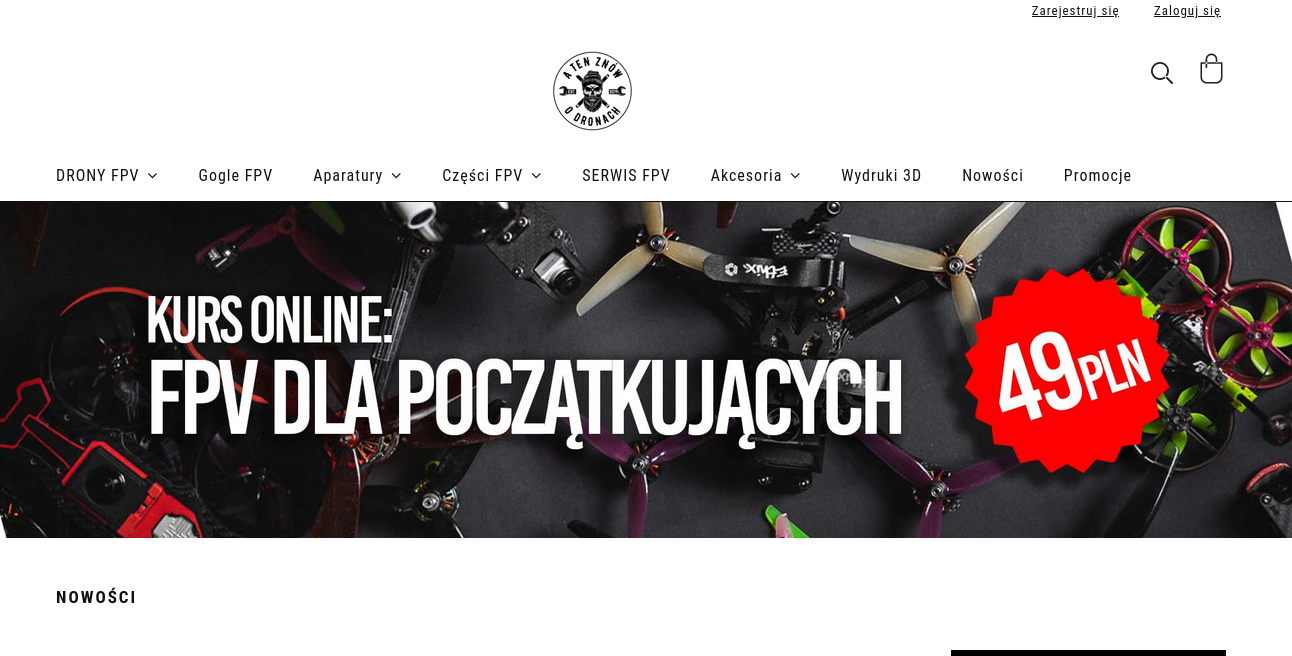 Zarejestruj się Zaloguj się
A TEN ZNÓW
O DRONACH
DRONY FPV Gogle FPV Aparatury Części FPV SERWIS FPV Akcesoria Wydruki 3D Nowości Promocje
Ethix
KURS ONLINE:
FPV DLA POCZĄTKUJĄCYCH
49PLN
NOWOŚCI